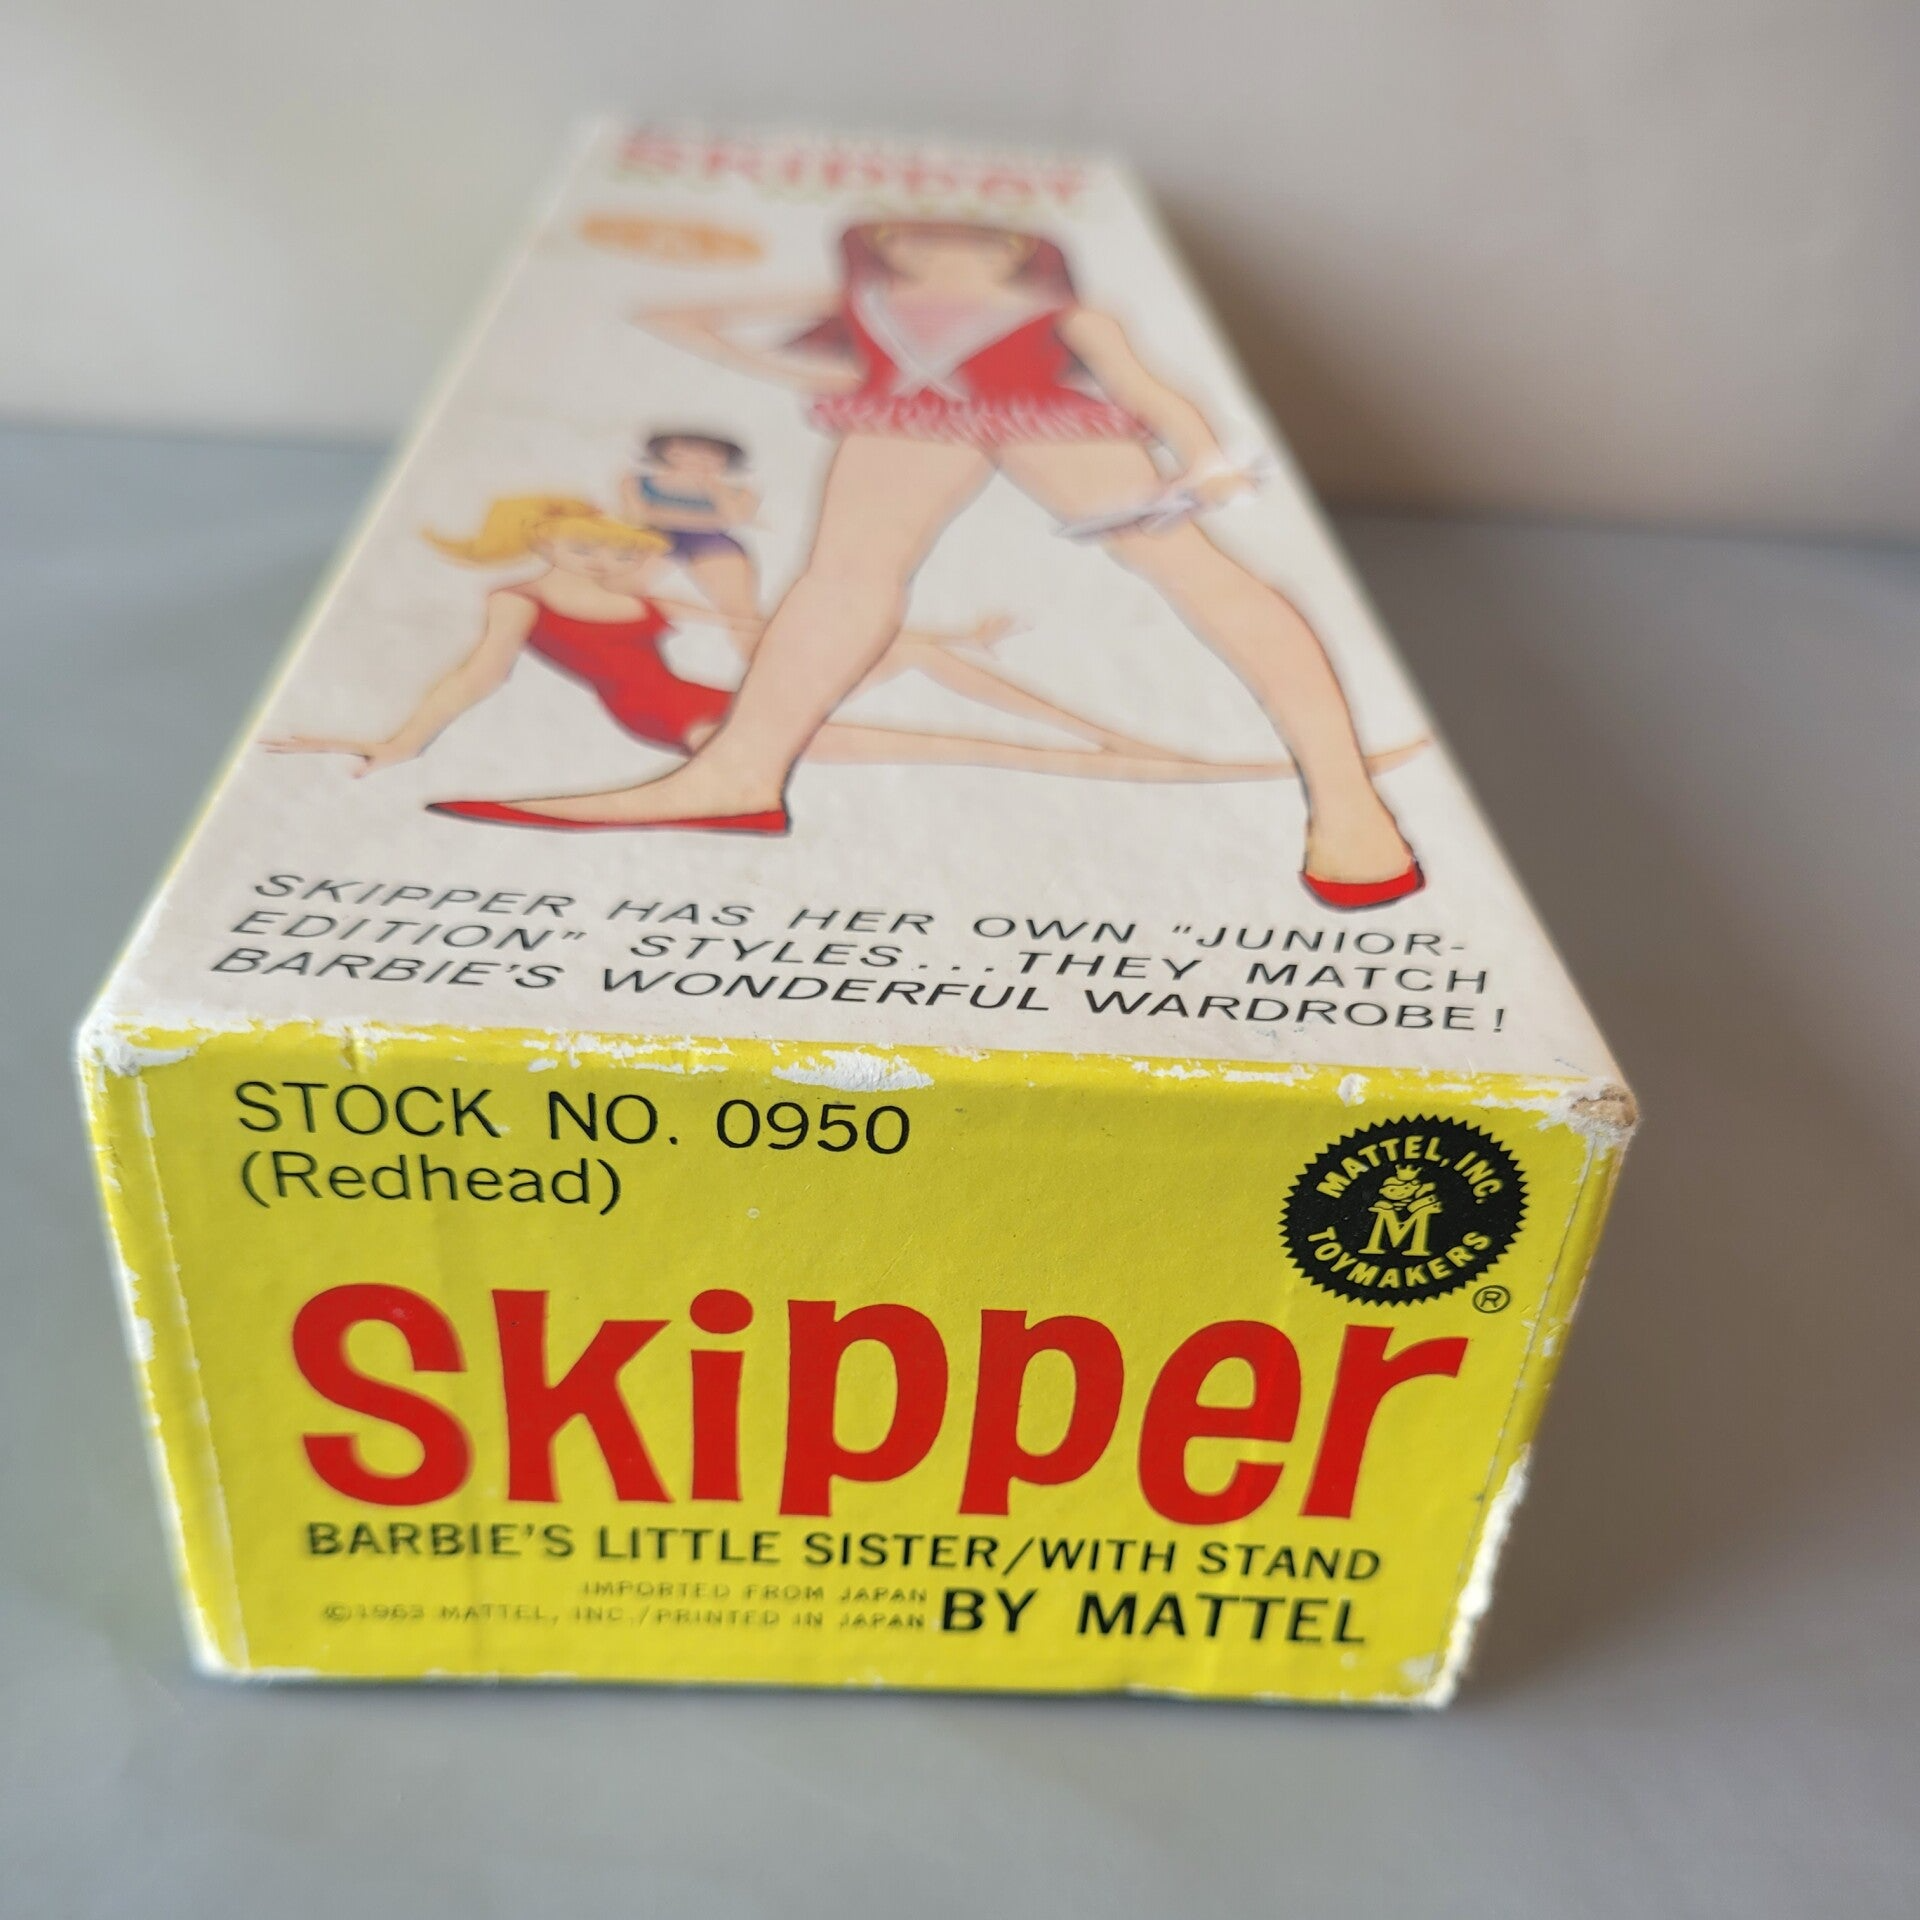 SKIPPER
SKIPPER HAS HER OWN "JUNIOR-
EDITION" STYLES...THEY MATCH
BARBIE'S WONDERFUL WARDROBE!
STOCK NO. 0950
(Redhead)
MATTEL, INC.
M
TOYMAKERS
®
Skipper
BARBIE'S LITTLE SISTER/WITH STAND
IMPORTED FROM JAPAN
©1963 MATTEL, INC./PRINTED IN JAPAN
BY MATTEL